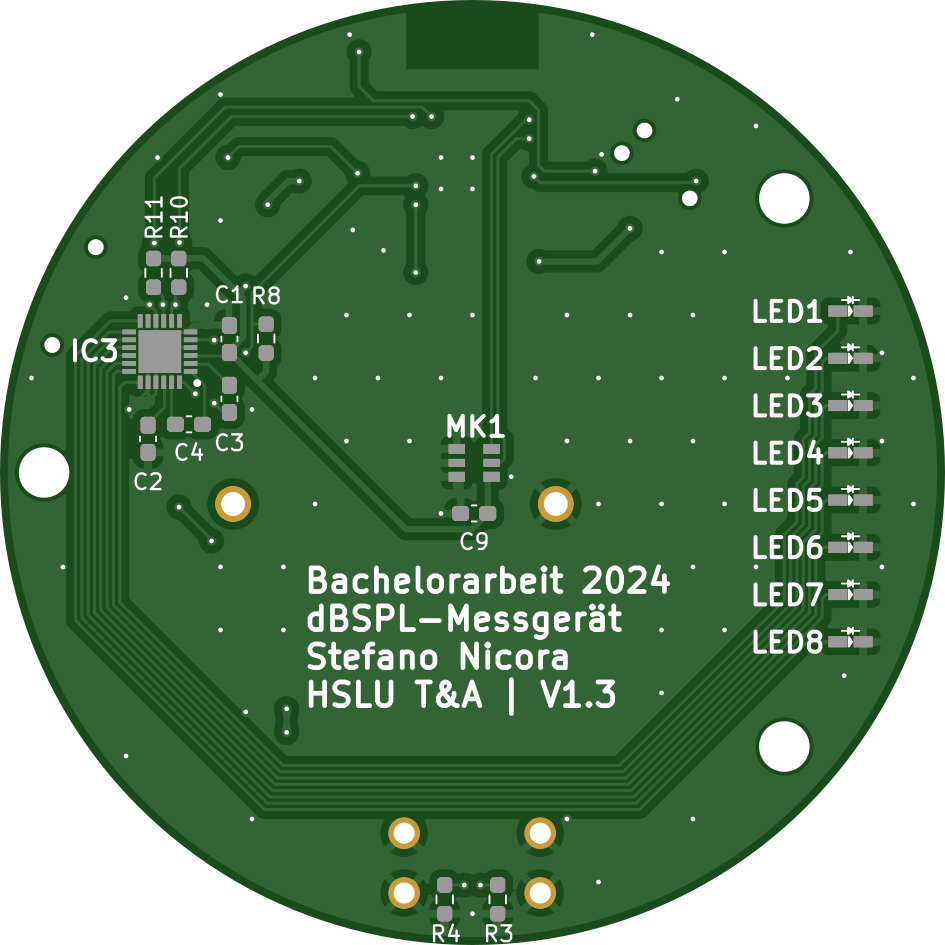 R11
R10
C1
R8
IC3
LED1
LED2
LED3
MK1
C3
C4
LED4
C2
LED5
C9
LED6
Bachelorarbeit 2024
dBSPL-Messgerät
Stefano Nicora
HSLU T&A | V1.3
LED7
LED8
R4
R3